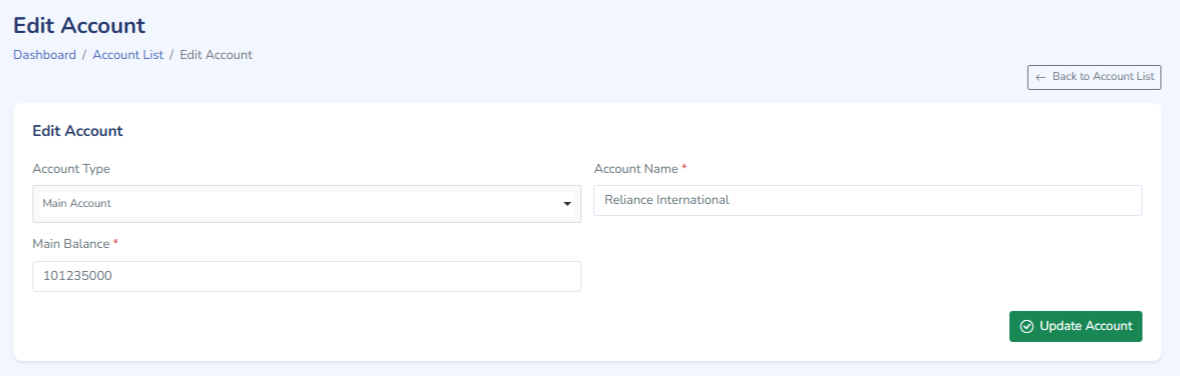 Edit Account
Dashboard / Account List / Edit Account
← Back to Account List
Edit Account
Account Type
Account Name *
Main Account
Reliance International
Main Balance *
101235000
Update Account